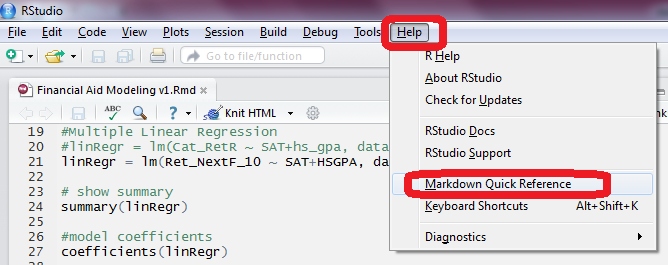 RStudio
File Edit Code View Plots Session Build Debug Tools Help
Go to file/function
Financial Aid Modeling v1.Rmd
ABC Knit HTML
19 #Multiple Linear Regression
20 #linRegr = lm(Cat_RetR ~ SAT+hs_gpa, data
21 linRegr = lm(Ret_NextF_10 ~ SAT+HSGPA, da
22
23 # show summary
24 summary(linRegr)
25
26 #model coefficients
27 coefficients(linRegr)
R Help
About RStudio
Check for Updates
RStudio Docs
RStudio Support
Markdown Quick Reference
Keyboard Shortcuts Alt+Shift+K
Diagnostics